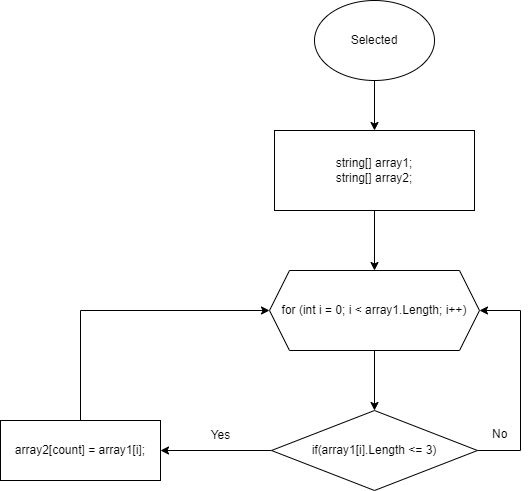 Selected
string[] array1;
string[] array2;
for (int i = 0; i < array1.Length; i++)
if(array1[i].Length <= 3)
Yes
No
array2[count] = array1[i];